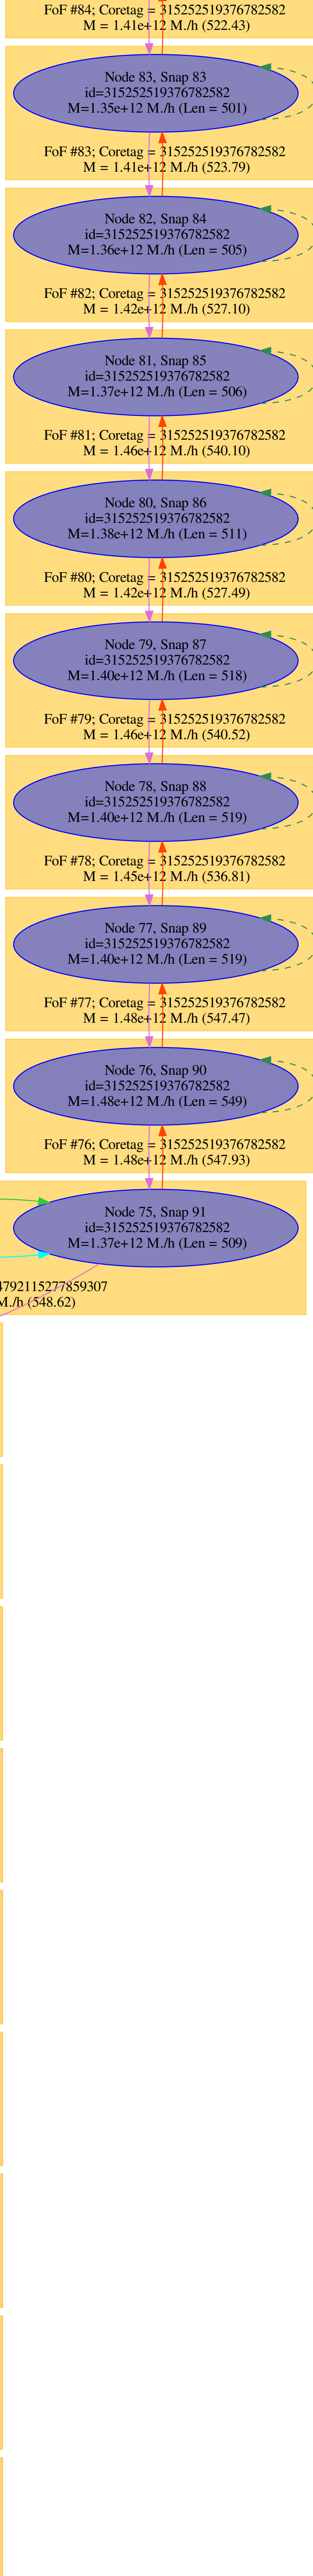 FoF #84; Coretag = 315252519376782582
M = 1.41e+12 M./h (522.43)
Node 83, Snap 83
id=315252519376782582
M=1.35e+12 M./h (Len = 501)
FoF #83; Coretag = 315252519376782582
M = 1.41e+12 M./h (523.79)
Node 82, Snap 84
id=315252519376782582
M=1.36e+12 M./h (Len = 505)
FoF #82; Coretag = 315252519376782582
M = 1.42e+12 M./h (527.10)
Node 81, Snap 85
id=315252519376782582
M=1.37e+12 M./h (Len = 506)
FoF #81; Coretag = 315252519376782582
M = 1.46e+12 M./h (540.10)
Node 80, Snap 86
id=315252519376782582
M=1.38e+12 M./h (Len = 511)
FoF #80; Coretag = 315252519376782582
M = 1.42e+12 M./h (527.49)
Node 79, Snap 87
id=315252519376782582
M=1.40e+12 M./h (Len = 518)
FoF #79; Coretag = 315252519376782582
M = 1.46e+12 M./h (540.52)
Node 78, Snap 88
id=315252519376782582
M=1.40e+12 M./h (Len = 519)
FoF #78; Coretag = 315252519376782582
M = 1.45e+12 M./h (536.81)
Node 77, Snap 89
id=315252519376782582
M=1.40e+12 M./h (Len = 519)
FoF #77; Coretag = 315252519376782582
M = 1.48e+12 M./h (547.47)
Node 76, Snap 90
id=315252519376782582
M=1.48e+12 M./h (Len = 549)
FoF #76; Coretag = 315252519376782582
M = 1.48e+12 M./h (547.93)
Node 75, Snap 91
id=315252519376782582
M=1.37e+12 M./h (Len = 509)
4792115277859307
M./h (548.62)